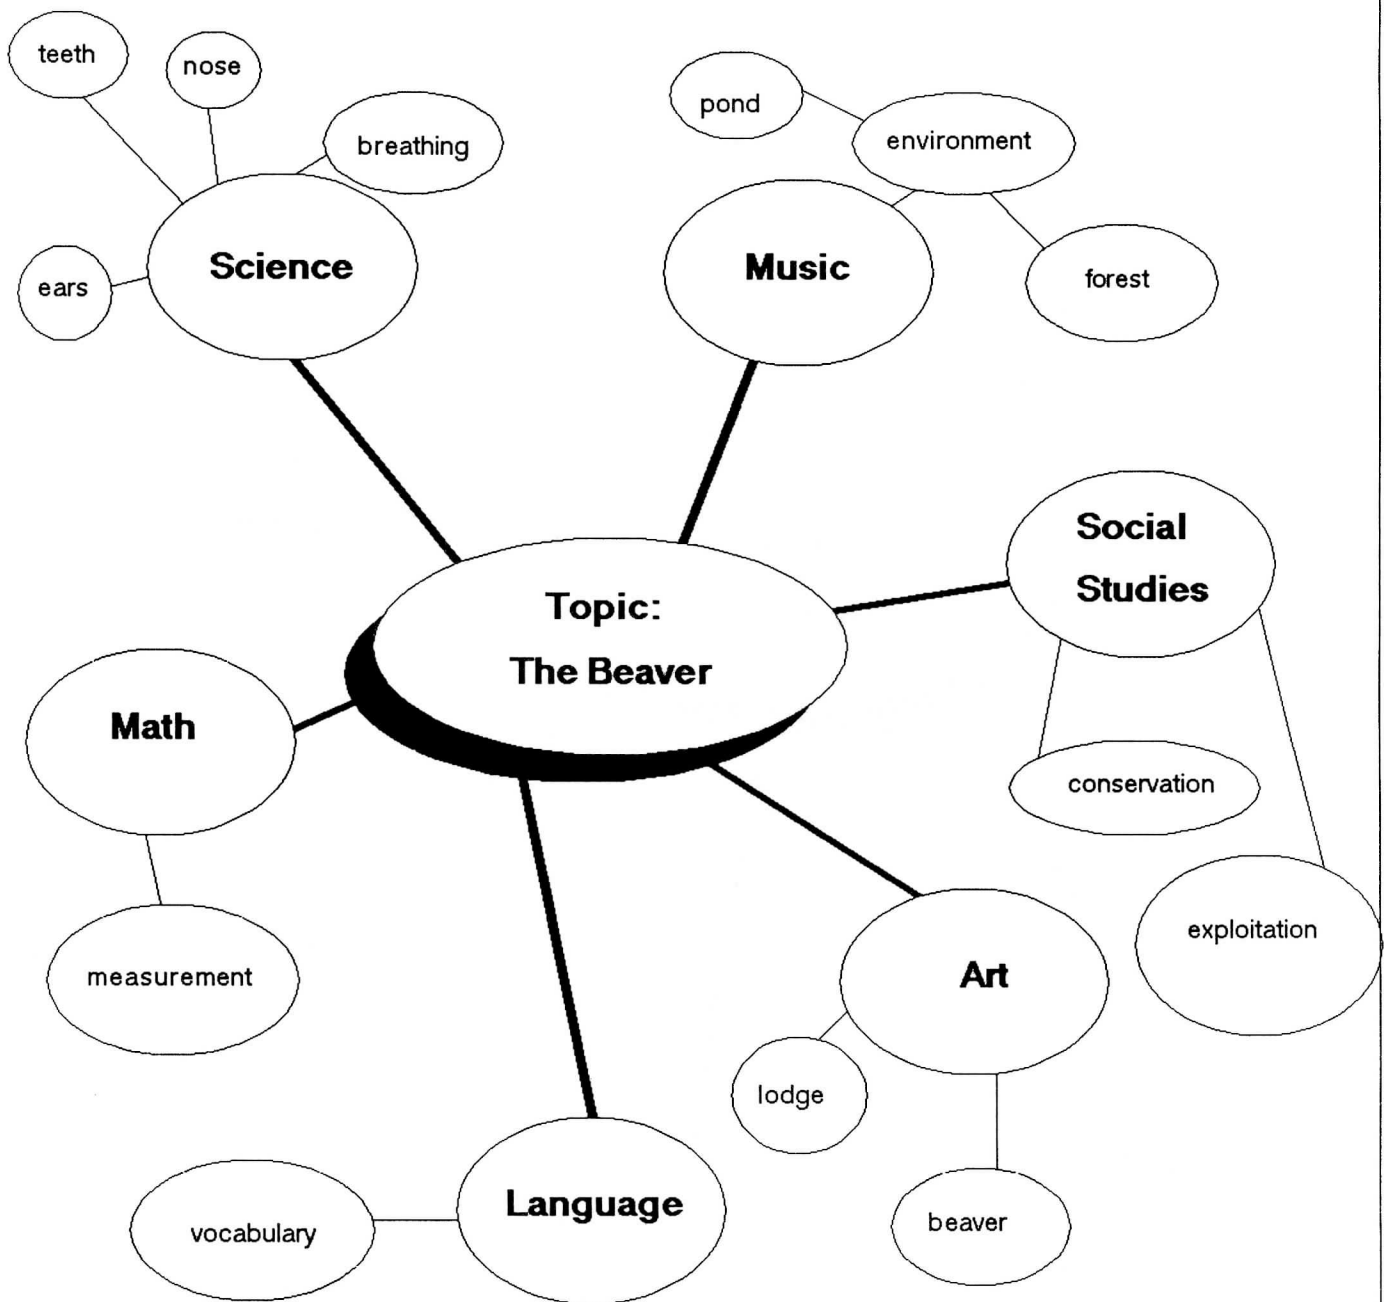 teeth
nose
breathing
ears
Science
pond
environment
forest
Music
Social
Studies
conservation
exploitation
Topic:
The Beaver
Math
measurement
Art
lodge
beaver
Language
vocabulary